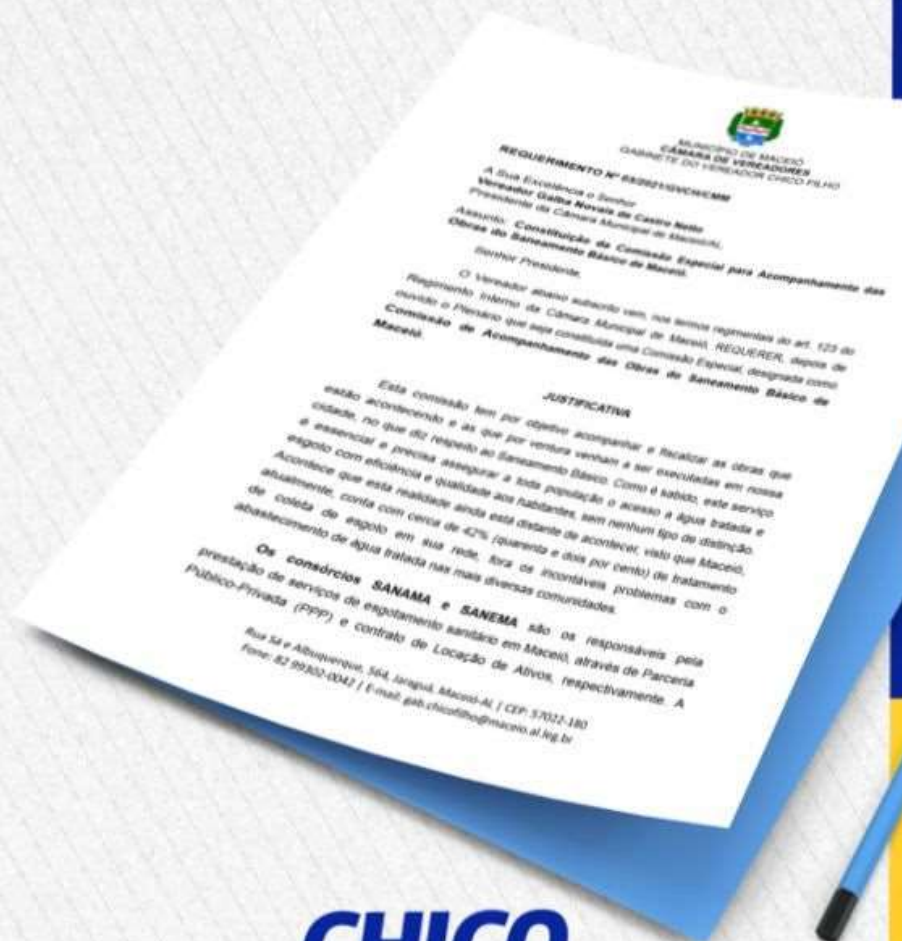 MUNICÍPIO DE MACEIÓ
CÂMARA DE VEREADORES
GABINETE DO VEREADOR CHICO FILHO
REQUERIMENTO Nº 03/2021/GVCH/CMM
A Sua Excelência o Senhor
Vereador Galba Novais de Castro Netto
Presidente da Câmara Municipal de Maceió/AL
Assunto: Constituição da Comissão Especial para Acompanhamento das
Obras do Saneamento Básico de Maceió.
Senhor Presidente,
O Vereador abaixo subscrito vem, nos termos regimentais do art. 123 do
Regimento Interno da Câmara Municipal de Maceió, REQUERER, depois de
ouvido o Plenário que seja constituída uma Comissão Especial, designada como
Comissão de Acompanhamento das Obras do Saneamento Básico de
Maceió.
JUSTIFICATIVA
Esta comissão tem por objetivo acompanhar e fiscalizar as obras que
estão acontecendo e as que por ventura venham a ser executadas em nossa
cidade, no que diz respeito ao Saneamento Básico. Como é sabido, este serviço
é essencial e precisa assegurar a toda população o acesso a água tratada e
esgoto com eficiência e qualidade aos habitantes, sem nenhum tipo de distinção.
Acontece que esta realidade ainda está distante de acontecer, visto que Maceió,
atualmente, conta com cerca de 42% (quarenta e dois por cento) de tratamento
de coleta de esgoto em sua rede, fora os incontáveis problemas com o
abastecimento de água tratada nas mais diversas comunidades.
Os consórcios SANAMA e SANEMA são os responsáveis pela
prestação de serviços de esgotamento sanitário em Maceió, através de Parceria
Público-Privada (PPP) e contrato de Locação de Ativos, respectivamente. A
Rua Sá e Albuquerque, 564, Jaraguá, Maceió-AL | CEP: 57022-180
Fone: 82 99302-0042 | E-mail: gab.chicofilho@maceio.al.leg.br
CHICO